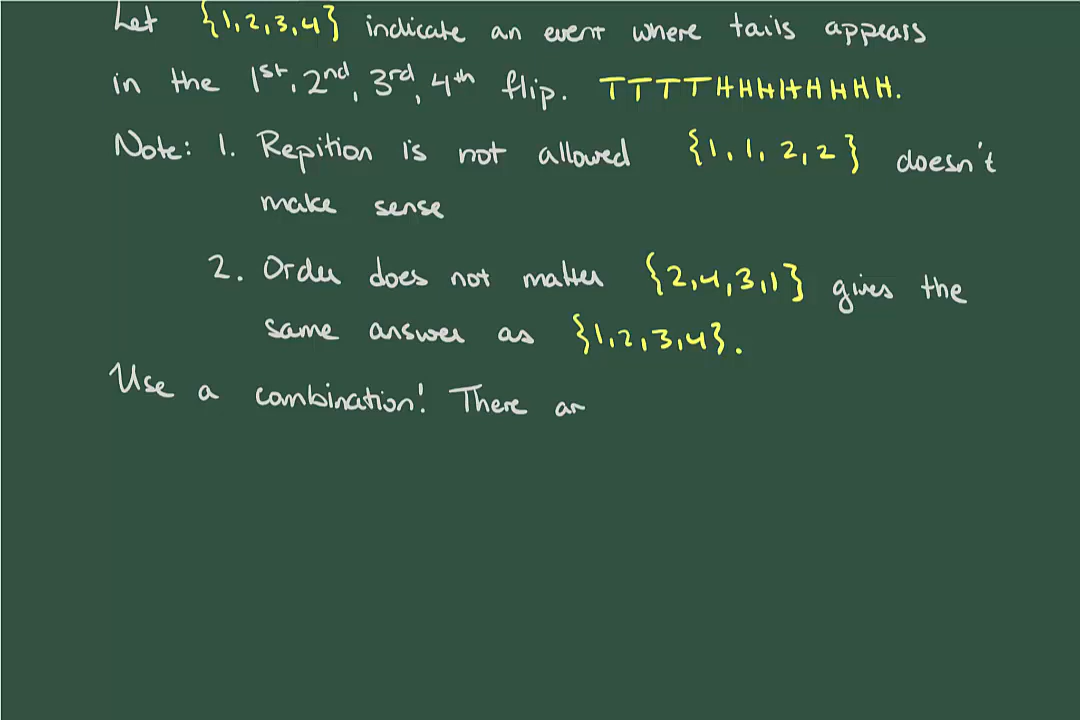 Let {1,2,3,4} indicate an event where tails appears
in the 1st, 2nd, 3rd, 4th flip. TTTTHHHHHHHH.
Note: 1. Repition is not allowed {1,1,2,2} doesn't
make sense
2. Order does not matter {2,4,3,1} gives the
same answer as {1,2,3,4}.
Use a combination! There ar